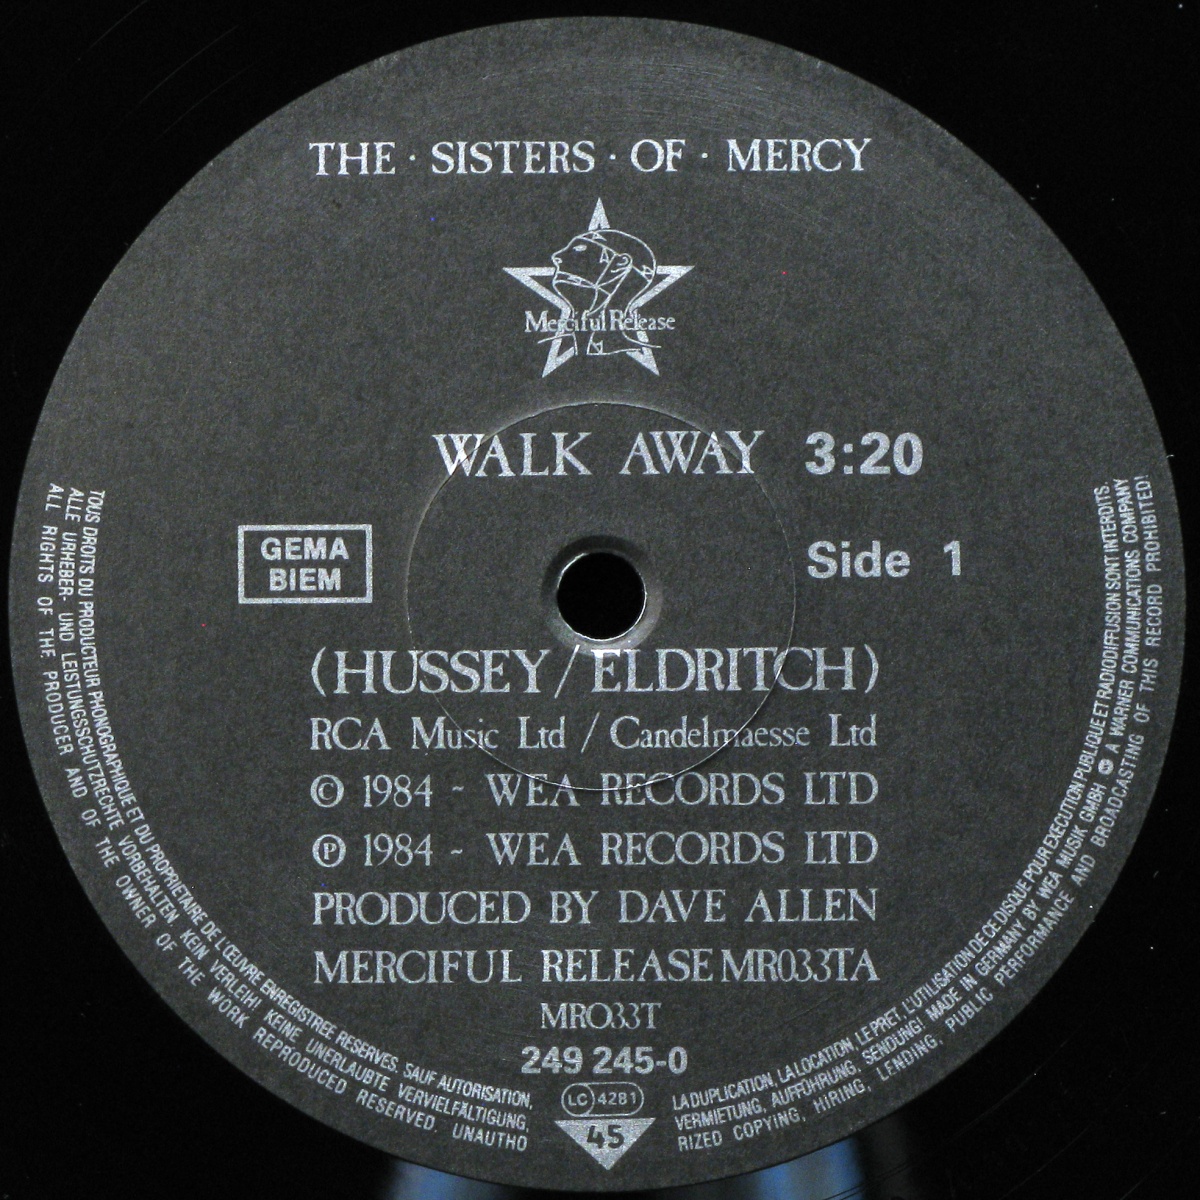 THE · SISTERS · OF · MERCY
Merciful Release
WALK AWAY 3:20
GEMA
BIEM
Side 1
(HUSSEY/ELDRITCH)
RCA Music Ltd / Candelmaesse Ltd
© 1984 - WEA RECORDS LTD
℗ 1984 - WEA RECORDS LTD
PRODUCED BY DAVE ALLEN
MERCIFUL RELEASE MR033TA
MR033T
249 245-0
LC 4281
45
TOUS DROITS DU PRODUCTEUR PHONOGRAPHIQUE ET DU PROPRIETAIRE DE L'ŒUVRE ENREGISTREE RESERVES. SAUF AUTORISATION, LA DUPLICATION, LA LOCATION, LE PRET, L'UTILISATION DE CE DISQUE POUR EXECUTION PUBLIQUE ET RADIODIFFUSION SONT INTERDITS.
ALLE URHEBER- UND LEISTUNGSSCHUTZRECHTE VORBEHALTEN. KEIN VERLEIH! KEINE UNERLAUBTE VERVIELFÄLTIGUNG, VERMIETUNG, AUFFÜHRUNG, SENDUNG! MADE IN GERMANY BY WEA MUSIK GMBH A WARNER COMMUNICATIONS COMPANY
ALL RIGHTS OF THE PRODUCER AND OF THE OWNER OF THE WORK REPRODUCED RESERVED. UNAUTHORIZED COPYING, HIRING, LENDING, PUBLIC PERFORMANCE AND BROADCASTING OF THIS RECORD PROHIBITED!